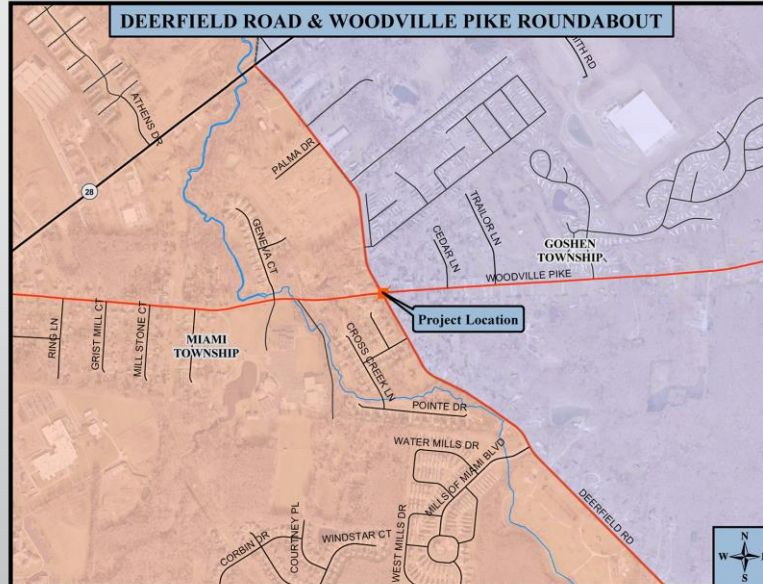 DEERFIELD ROAD & WOODVILLE PIKE ROUNDABOUT
ATHENS DR
PALMA DR
28
GENEVA CT
TRAILOR LN
CEDAR LN
GOSHEN
TOWNSHIP
WOODVILLE PIKE
Project Location
RING LN
GRIST MILL CT
MILL STONE CT
MIAMI
TOWNSHIP
CROSS CREEK LN
POINTE DR
WATER MILLS DR
MILLS OF MIAMI BLVD
WEST MILLS DR
DEERFIELD RD
CORBIN DR
COURTNEY PL
WINDSTAR CT
N
W
S